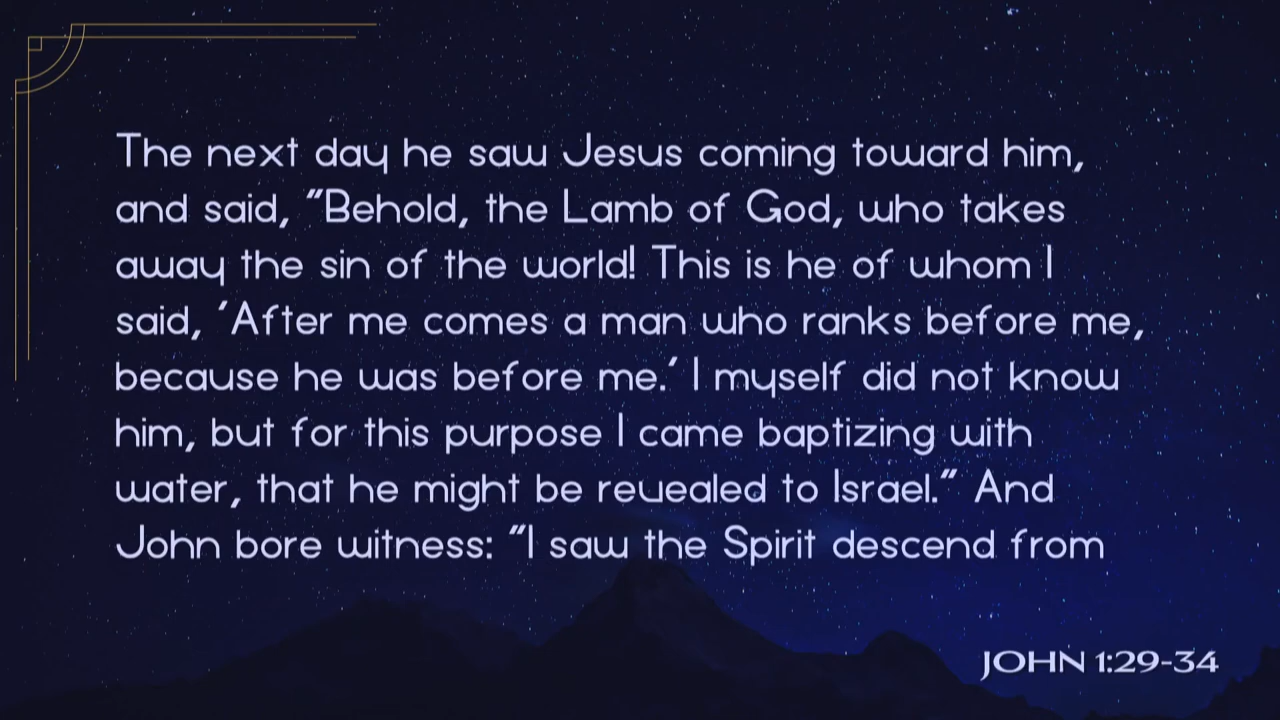 The next day he saw Jesus coming toward him,
and said, “Behold, the Lamb of God, who takes
away the sin of the world! This is he of whom I
said, ‘After me comes a man who ranks before me,
because he was before me.’ I myself did not know
him, but for this purpose I came baptizing with
water, that he might be revealed to Israel.” And
John bore witness: “I saw the Spirit descend from
JOHN 1:29-34